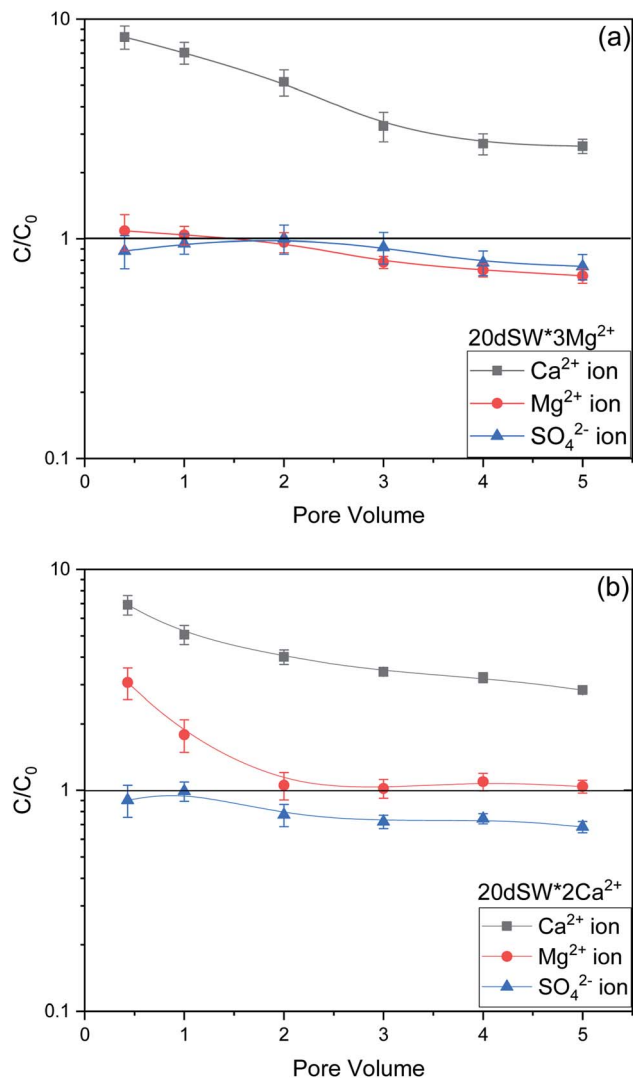 (a)
10
1
0.1
C/C₀
0
1
2
3
4
5
Pore Volume
20dSW*3Mg²⁺
Ca²⁺ ion
Mg²⁺ ion
SO₄²⁻ ion
(b)
10
1
0.1
C/C₀
0
1
2
3
4
5
Pore Volume
20dSW*2Ca²⁺
Ca²⁺ ion
Mg²⁺ ion
SO₄²⁻ ion